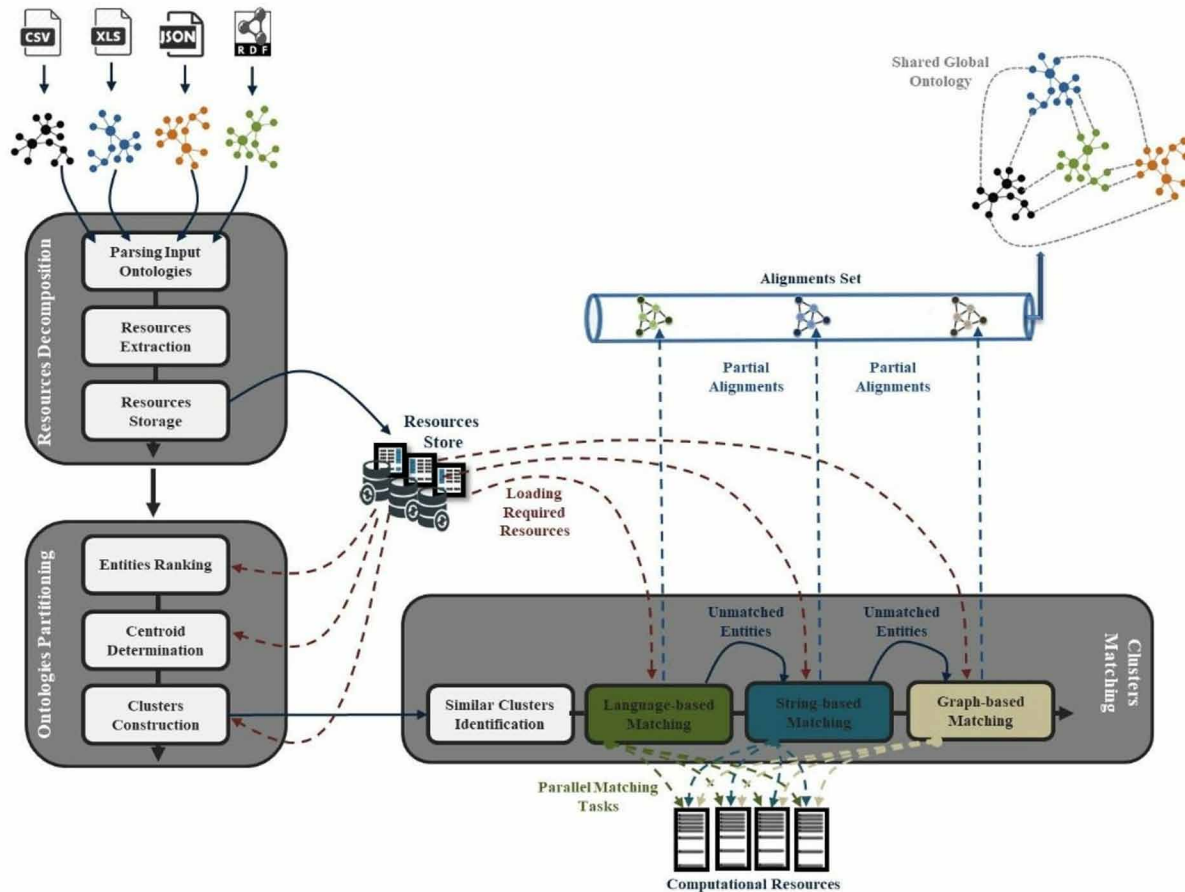 CSV
XLS
JSON
RDF
Shared Global
Ontology
Resources Decomposition
Parsing Input
Ontologies
Resources
Extraction
Resources
Storage
Alignments Set
Partial
Alignments
Partial
Alignments
Resources
Store
Loading
Required
Resources
Ontologies Partitioning
Entities Ranking
Centroid
Determination
Clusters
Construction
Unmatched
Entities
Unmatched
Entities
Clusters
Matching
Similar Clusters
Identification
Language-based
Matching
String-based
Matching
Graph-based
Matching
Parallel Matching
Tasks
Computational Resources